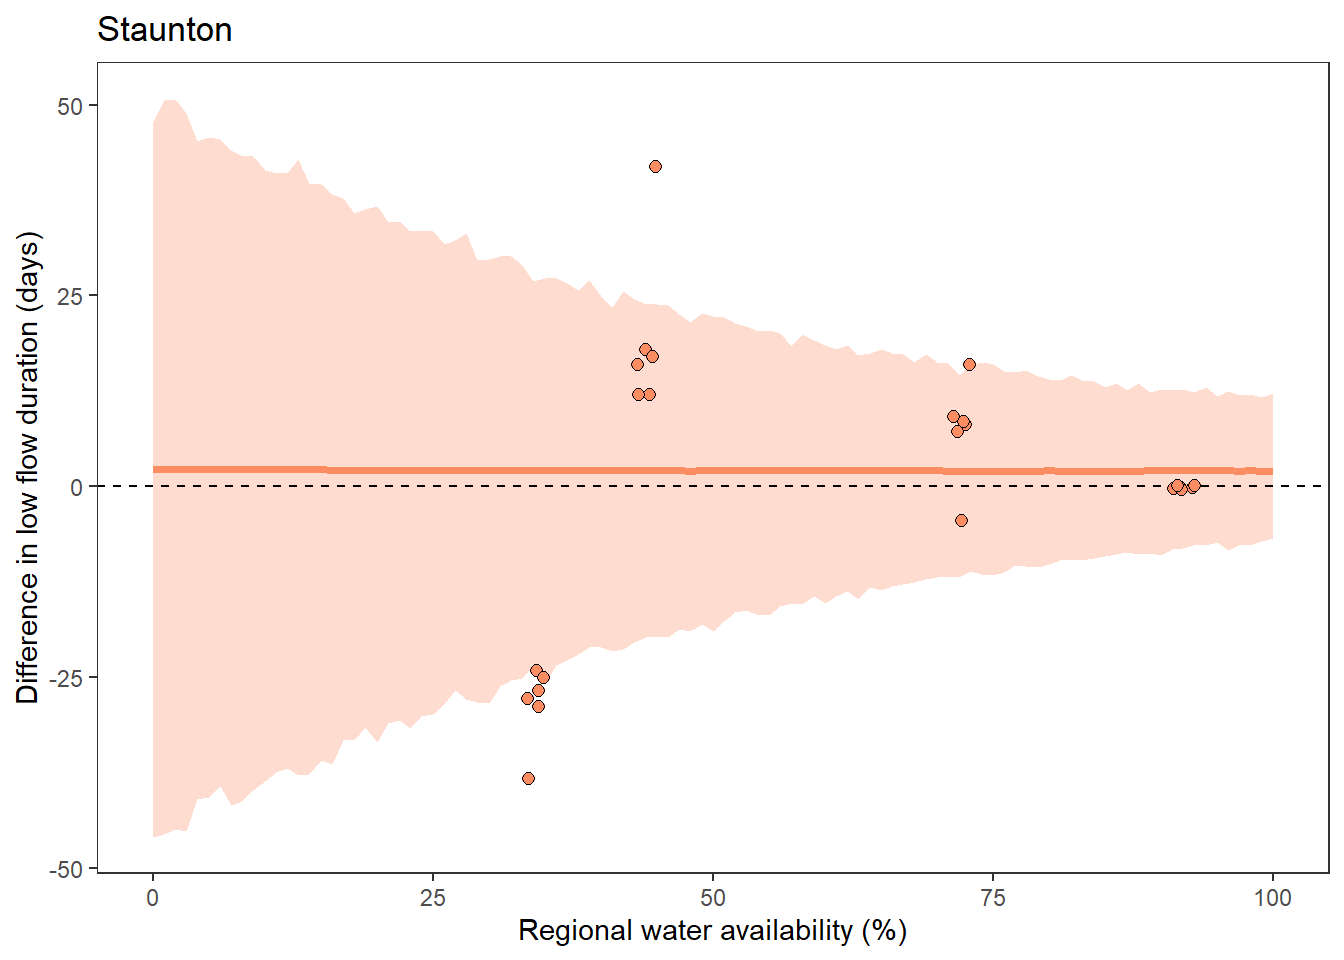 Staunton
Difference in low flow duration (days)
50
25
0
-25
-50
0 25 50 75 100
Regional water availability (%)